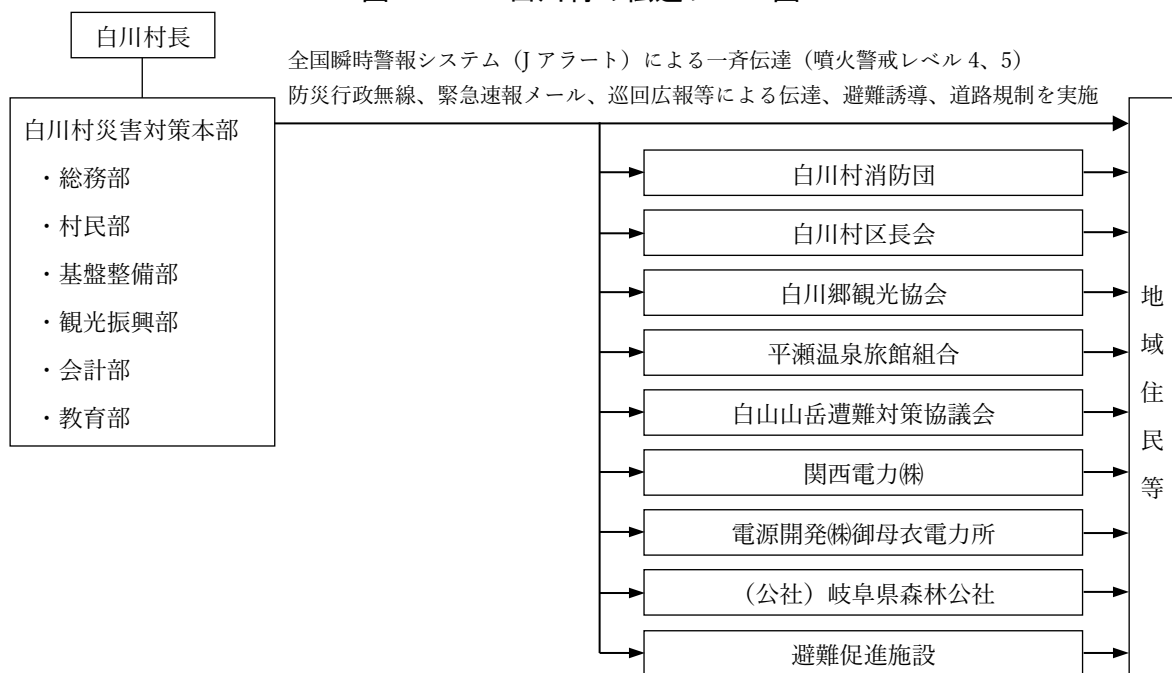 白川村長
全国瞬時警報システム（J アラート）による一斉伝達（噴火警戒レベル 4、5）
防災行政無線、緊急速報メール、巡回広報等による伝達、避難誘導、道路規制を実施
白川村災害対策本部
・総務部
・村民部
・基盤整備部
・観光振興部
・会計部
・教育部
白川村消防団
白川村区長会
白川郷観光協会
平瀬温泉旅館組合
白山山岳遭難対策協議会
関西電力㈱
電源開発㈱御母衣電力所
（公社）岐阜県森林公社
避難促進施設
地域住民等